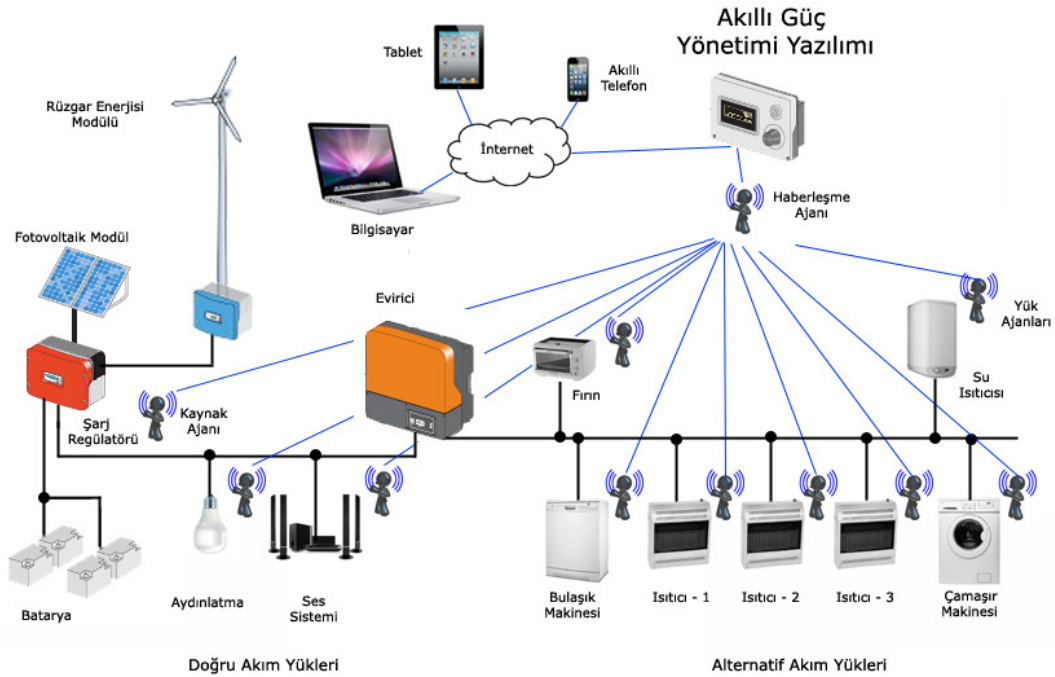 Akıllı Güç
Yönetimi Yazılımı
Tablet
Akıllı
Telefon
Rüzgar Enerjisi
Modülü
İnternet
Haberleşme
Ajanı
Bilgisayar
Fotovoltaik Modül
Evirici
Yük
Ajanları
Su
Isıtıcısı
Fırın
Şarj
Regülatörü
Kaynak
Ajanı
Batarya
Aydınlatma
Ses
Sistemi
Bulaşık
Makinesi
Isıtıcı - 1
Isıtıcı - 2
Isıtıcı - 3
Çamaşır
Makinesi
Doğru Akım Yükleri
Alternatif Akım Yükleri